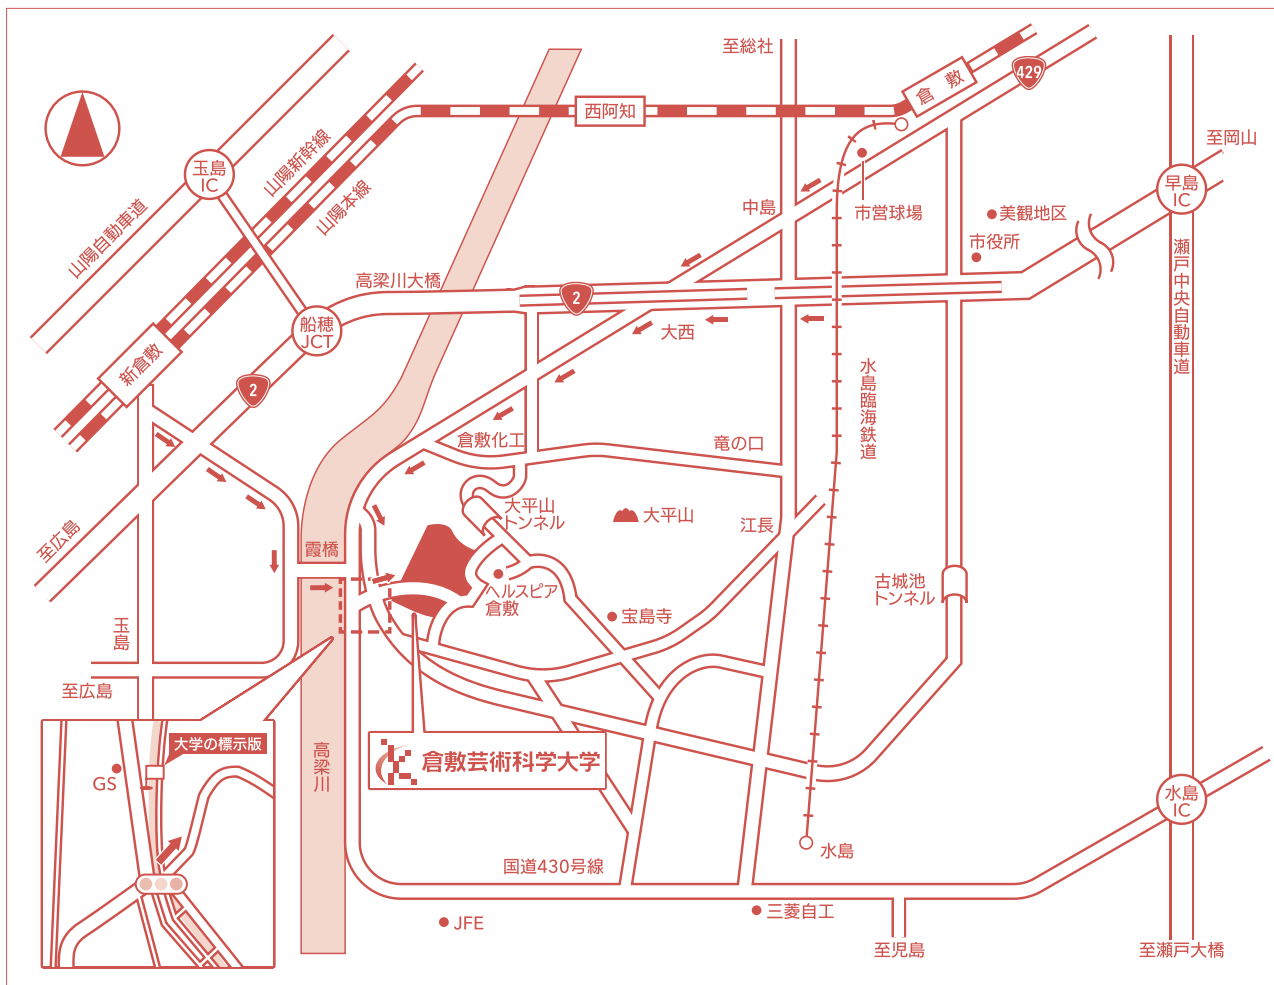 至総社
倉敷
429
西阿知
至岡山
玉島
IC
山陽新幹線
山陽本線
山陽自動車道
早島
IC
中島
市営球場
美観地区
市役所
瀬戸中央自動車道
高梁川大橋
2
船穂
JCT
大西
新倉敷
2
水島臨海鉄道
倉敷化工
竜の口
大平山
トンネル
大平山
江長
至広島
霞橋
ヘルスピア
倉敷
古城池
トンネル
宝島寺
玉島
至広島
高梁川
大学の標示版
GS
倉敷芸術科学大学
水島
IC
水島
国道430号線
三菱自工
JFE
至児島
至瀬戸大橋